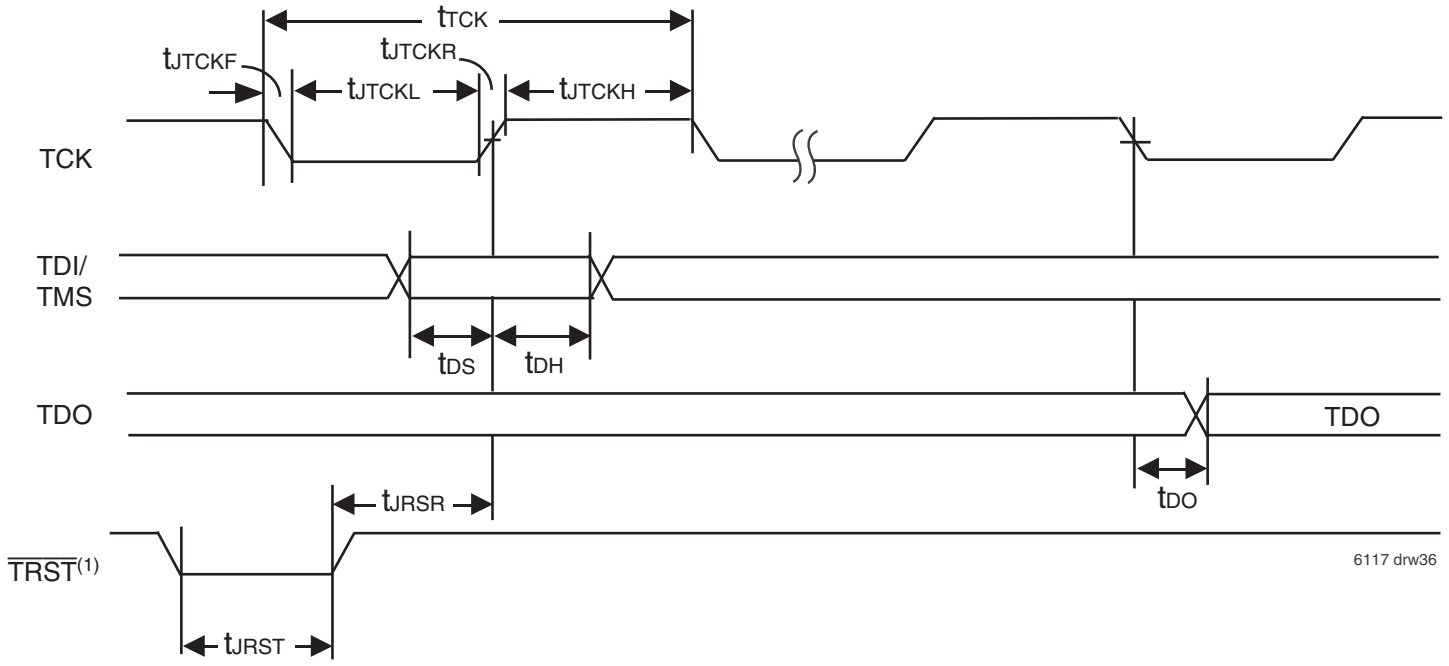 tTCK
tJTCKF
tJTCKR
tJTCKL
tJTCKH
TCK
TDI/
TMS
tDS
tDH
TDO
TDO
tDO
tJRSR
TRST(1)
6117 drw36
tJRST